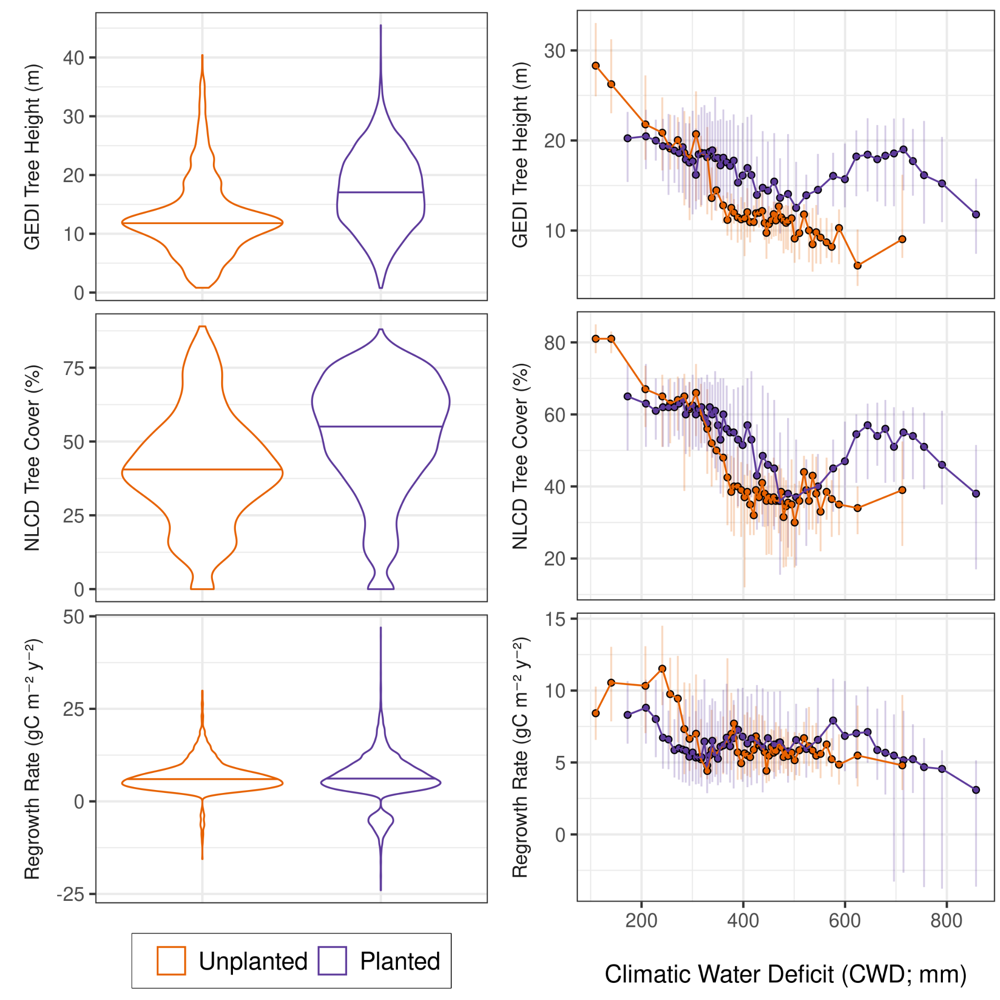 GEDI Tree Height (m)
40
30
20
10
0
GEDI Tree Height (m)
30
20
10
NLCD Tree Cover (%)
75
50
25
0
NLCD Tree Cover (%)
80
60
40
20
Regrowth Rate (gC m⁻² y⁻²)
50
25
0
-25
Regrowth Rate (gC m⁻² y⁻²)
15
10
5
0
200 400 600 800
Unplanted Planted
Climatic Water Deficit (CWD; mm)